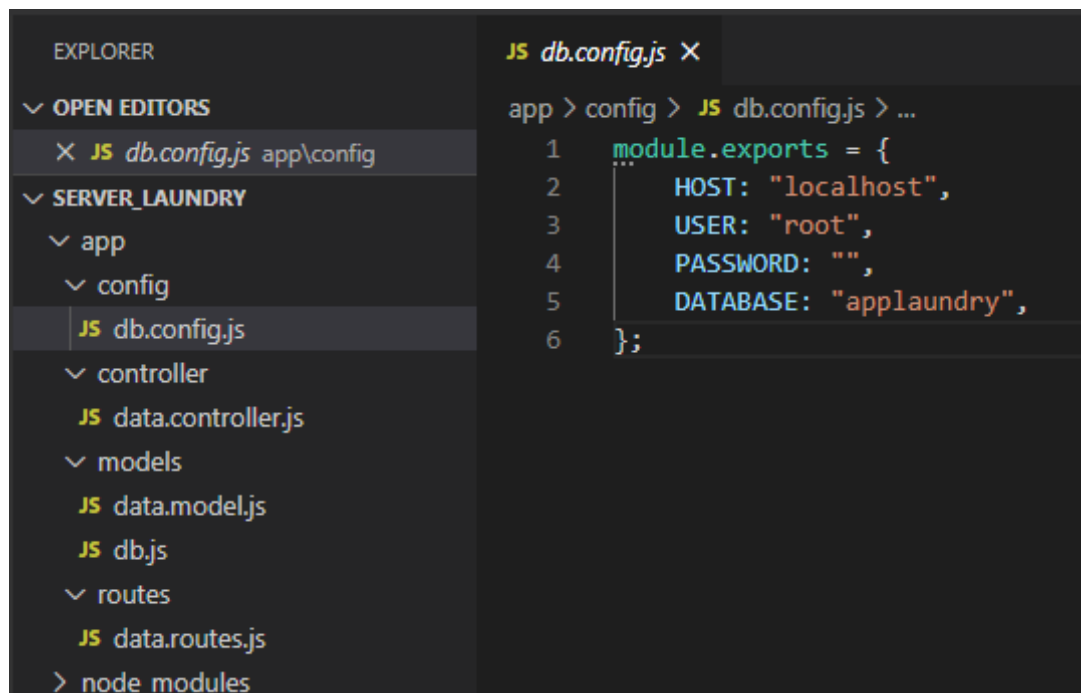 EXPLORER
OPEN EDITORS
JS db.config.js app\config
SERVER_LAUNDRY
app
config
JS db.config.js
controller
JS data.controller.js
models
JS data.model.js
JS db.js
routes
JS data.routes.js
node_modules
JS db.config.js
app > config > JS db.config.js > ...
1 module.exports = {
2 HOST: "localhost",
3 USER: "root",
4 PASSWORD: "",
5 DATABASE: "applaundry",
6 };